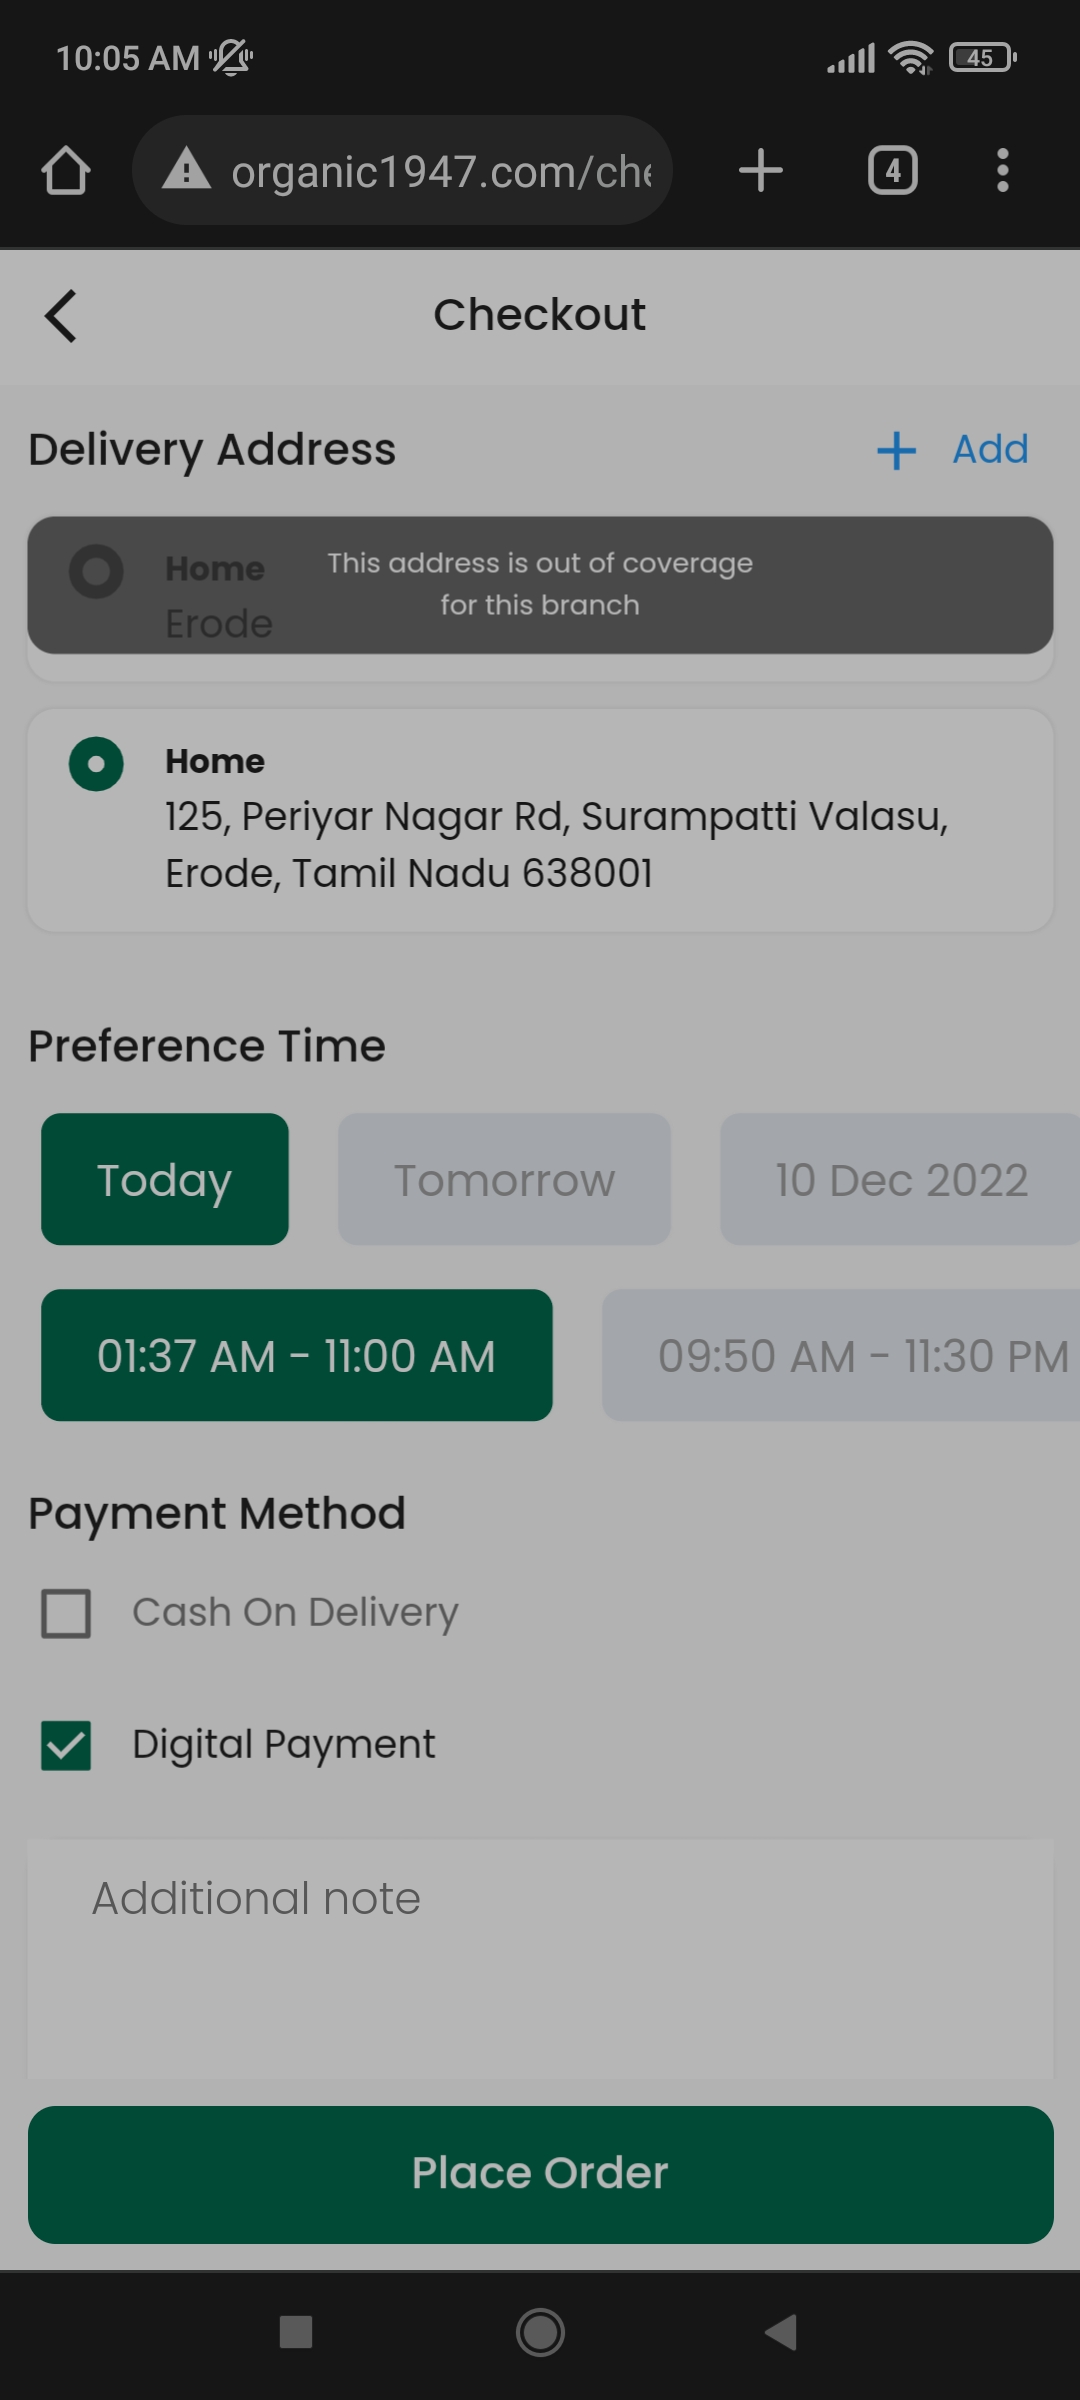 10:05 AM
45
organic1947.com/che
4
Checkout
Delivery Address
Add
Home
Erode
This address is out of coverage
for this branch
Home
125, Periyar Nagar Rd, Surampatti Valasu,
Erode, Tamil Nadu 638001
Preference Time
Today
Tomorrow
10 Dec 2022
01:37 AM - 11:00 AM
09:50 AM - 11:30 PM
Payment Method
Cash On Delivery
Digital Payment
Additional note
Place Order